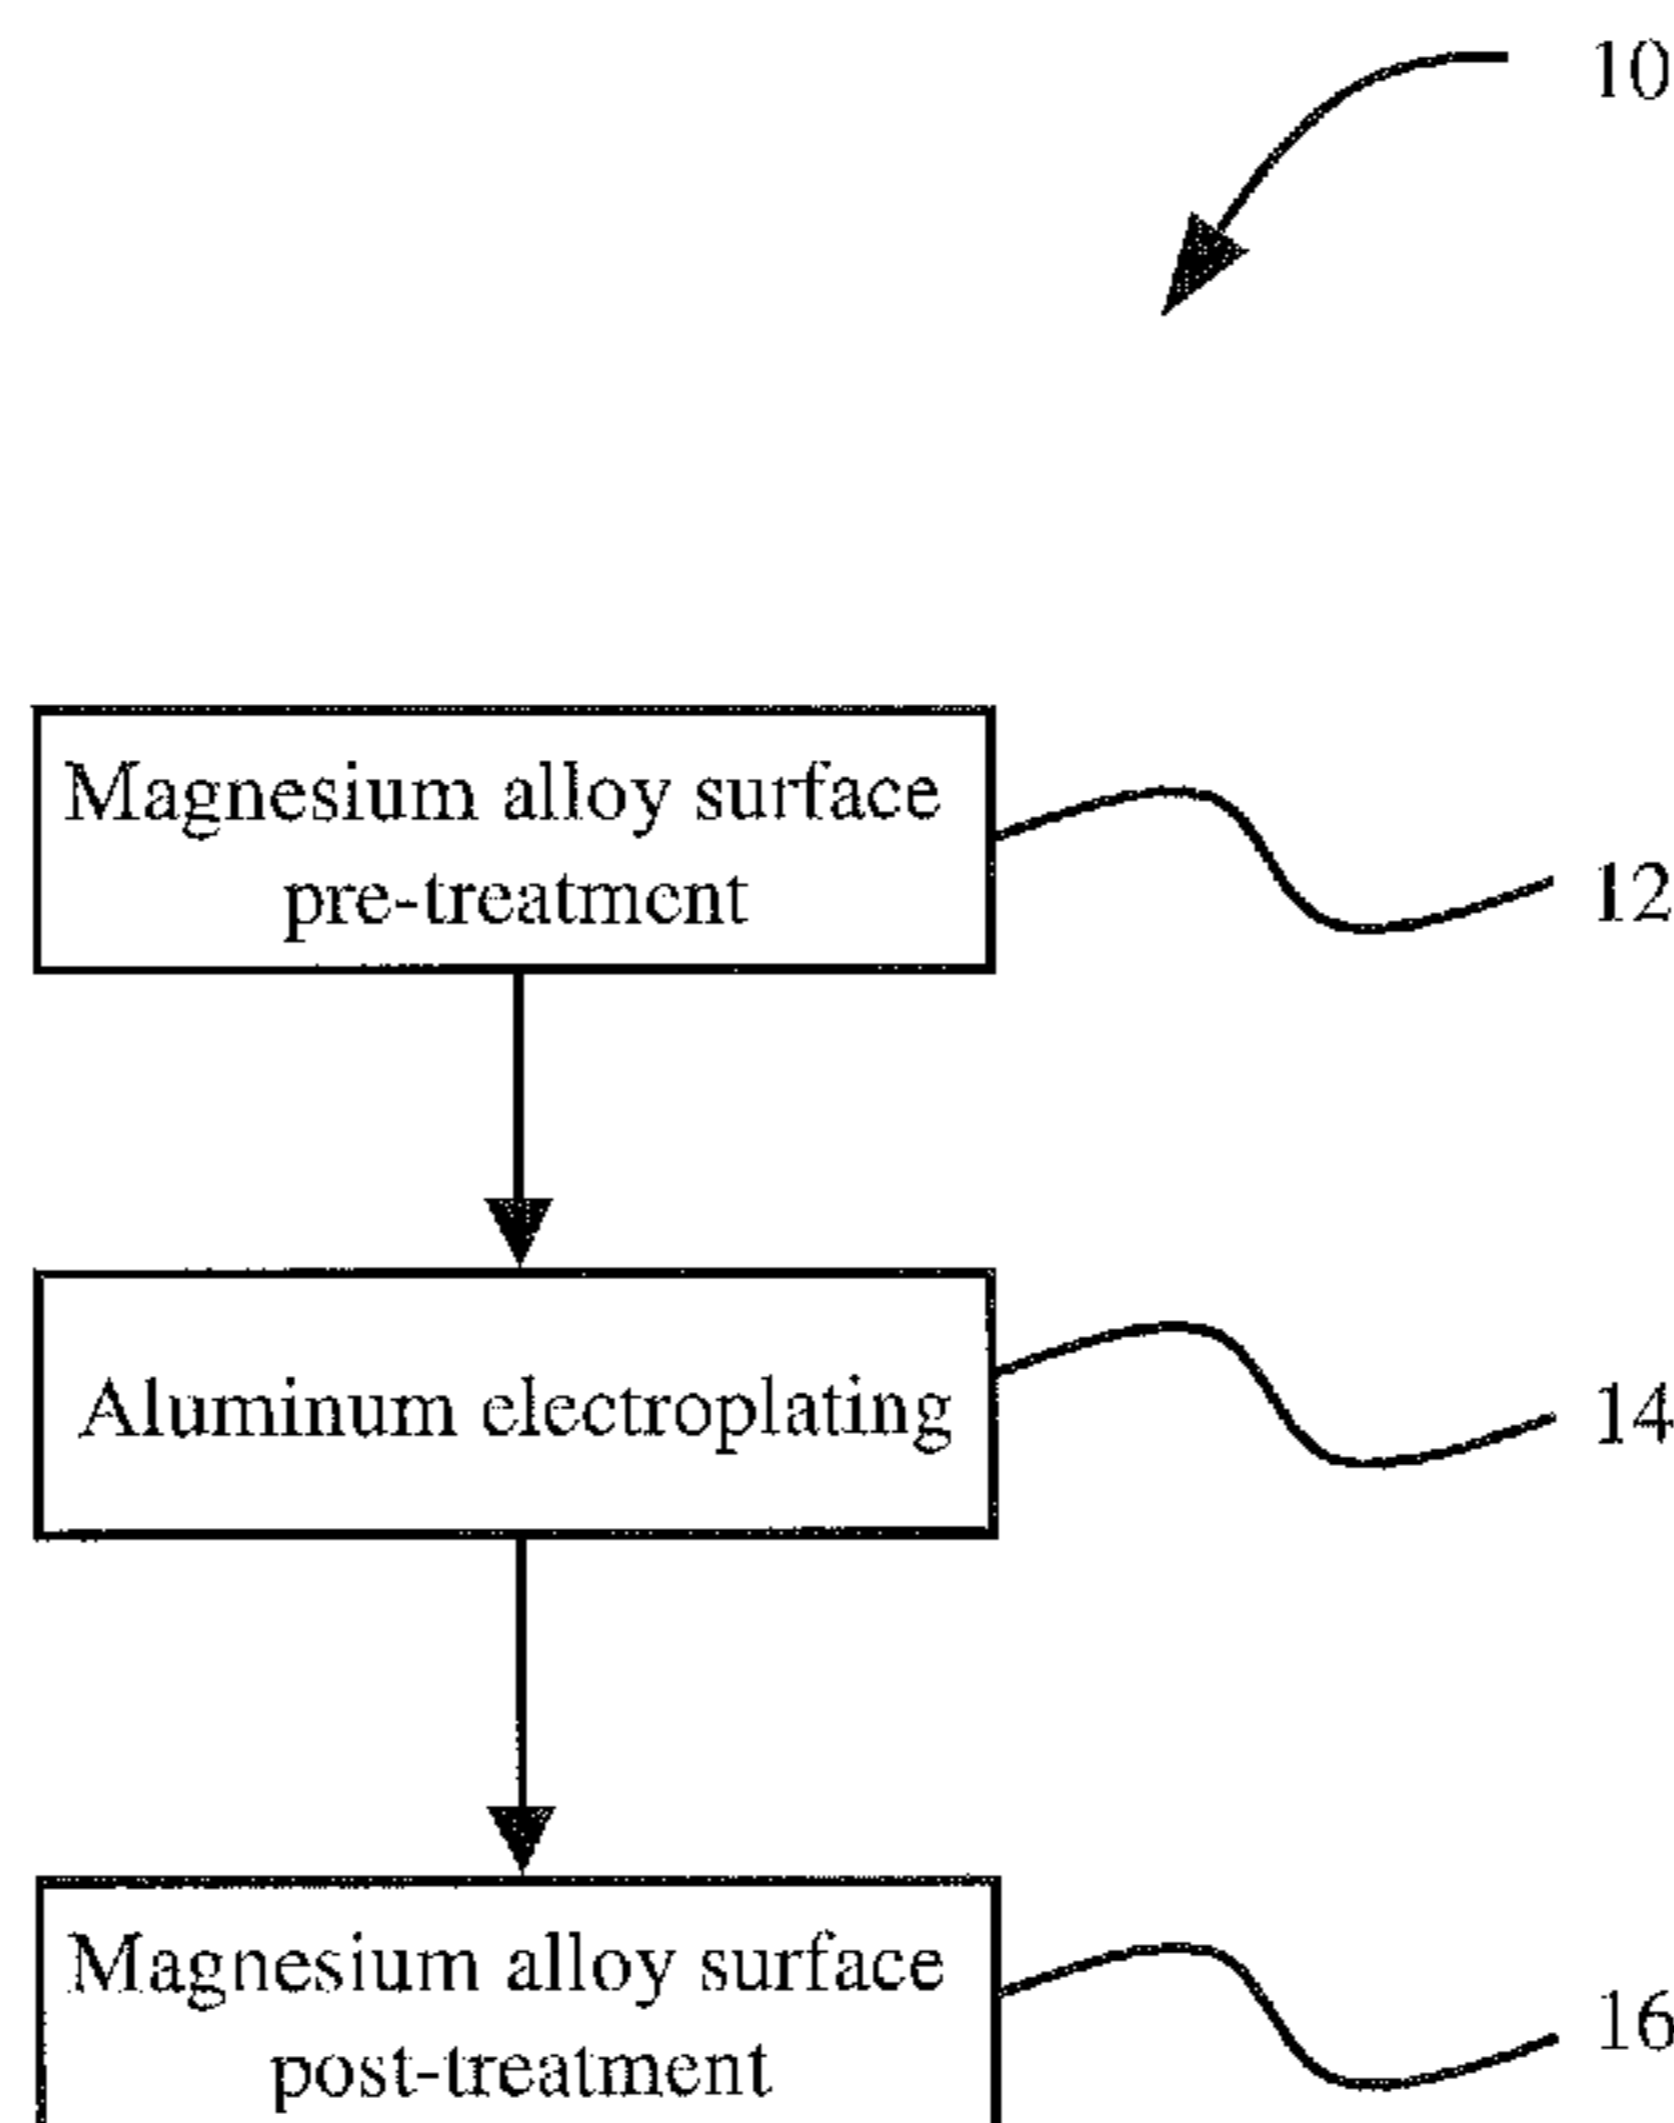 10
Magnesium alloy surface
pre-treatment
12
Aluminum electroplating
14
Magnesium alloy surface
post-treatment
16